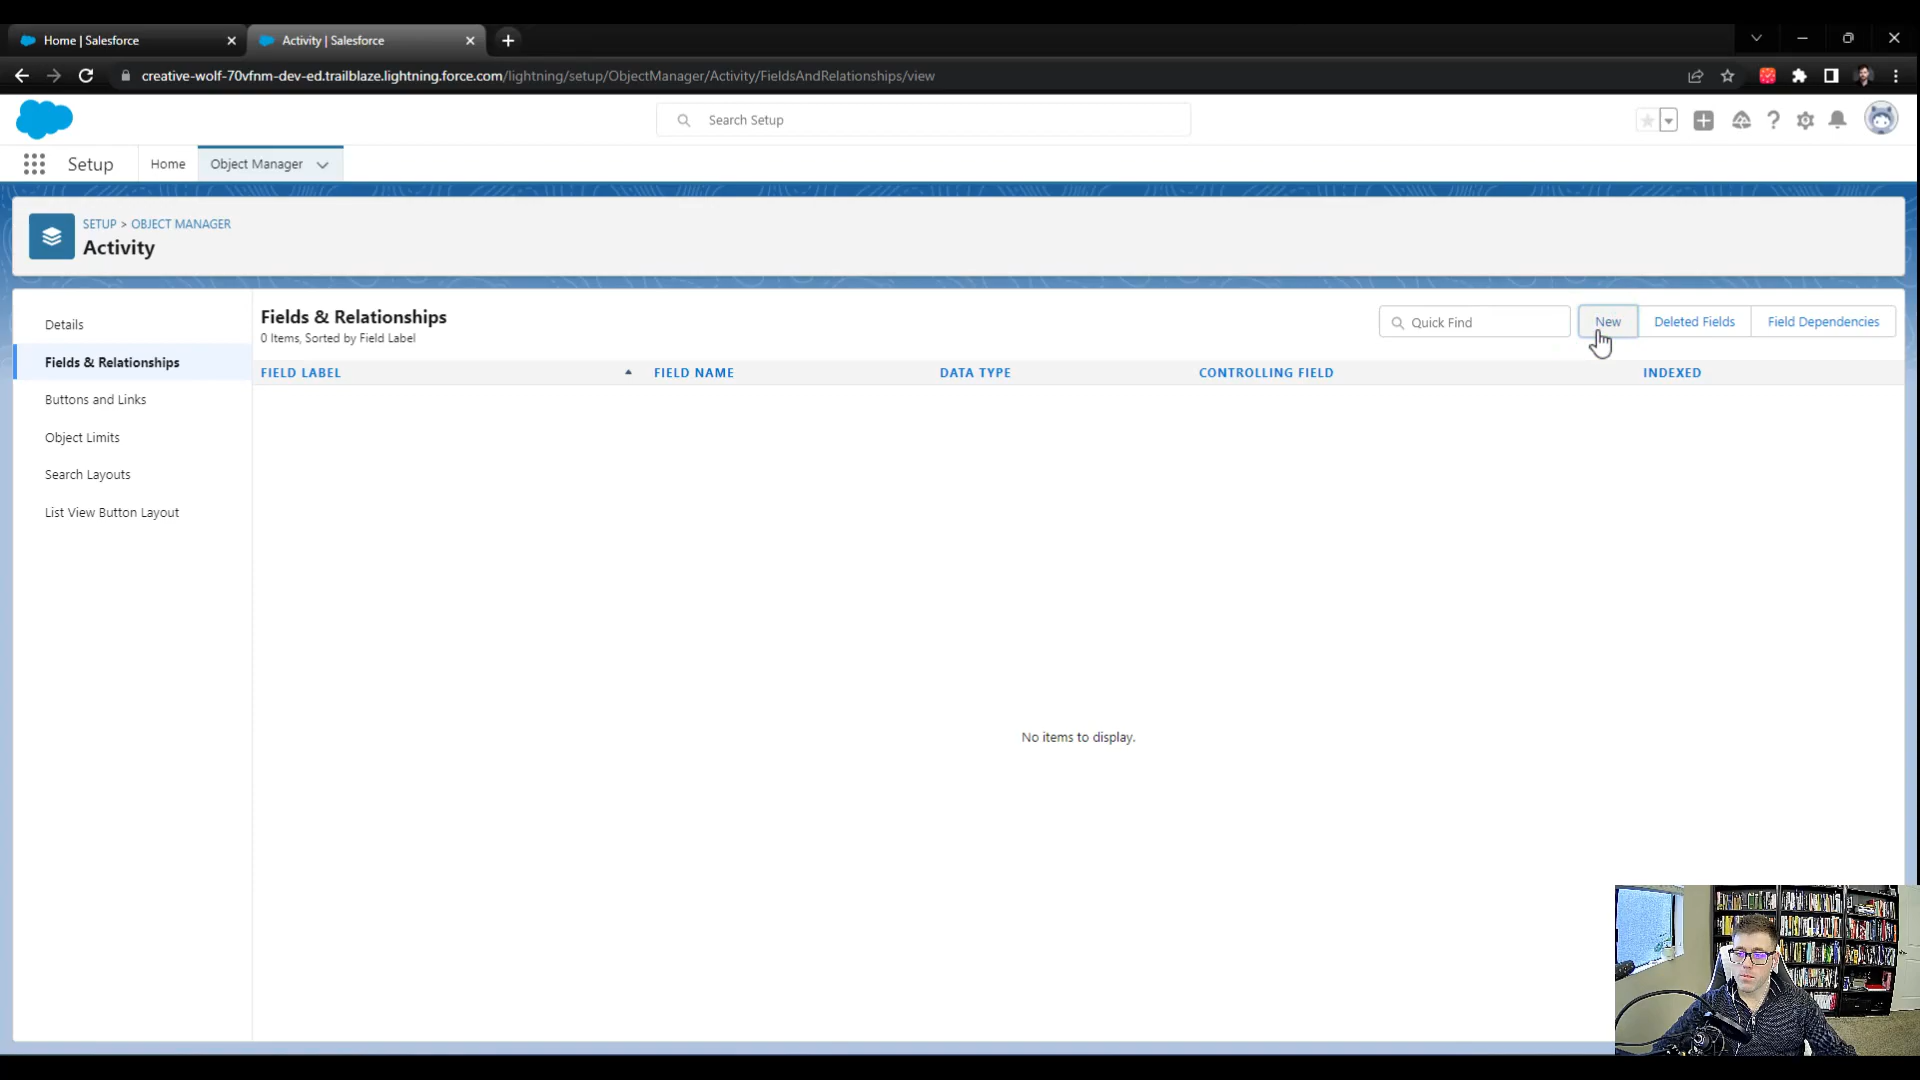 Home | Salesforce
Activity | Salesforce
creative-wolf-70vfnm-dev-ed.trailblaze.lightning.force.com/lightning/setup/ObjectManager/Activity/FieldsAndRelationships/view
Search Setup
Setup
Home
Object Manager
SETUP > OBJECT MANAGER
Activity
Details
Fields & Relationships
Buttons and Links
Object Limits
Search Layouts
List View Button Layout
Fields & Relationships
0 Items, Sorted by Field Label
Quick Find
New
Deleted Fields
Field Dependencies
FIELD LABEL
FIELD NAME
DATA TYPE
CONTROLLING FIELD
INDEXED
No items to display.